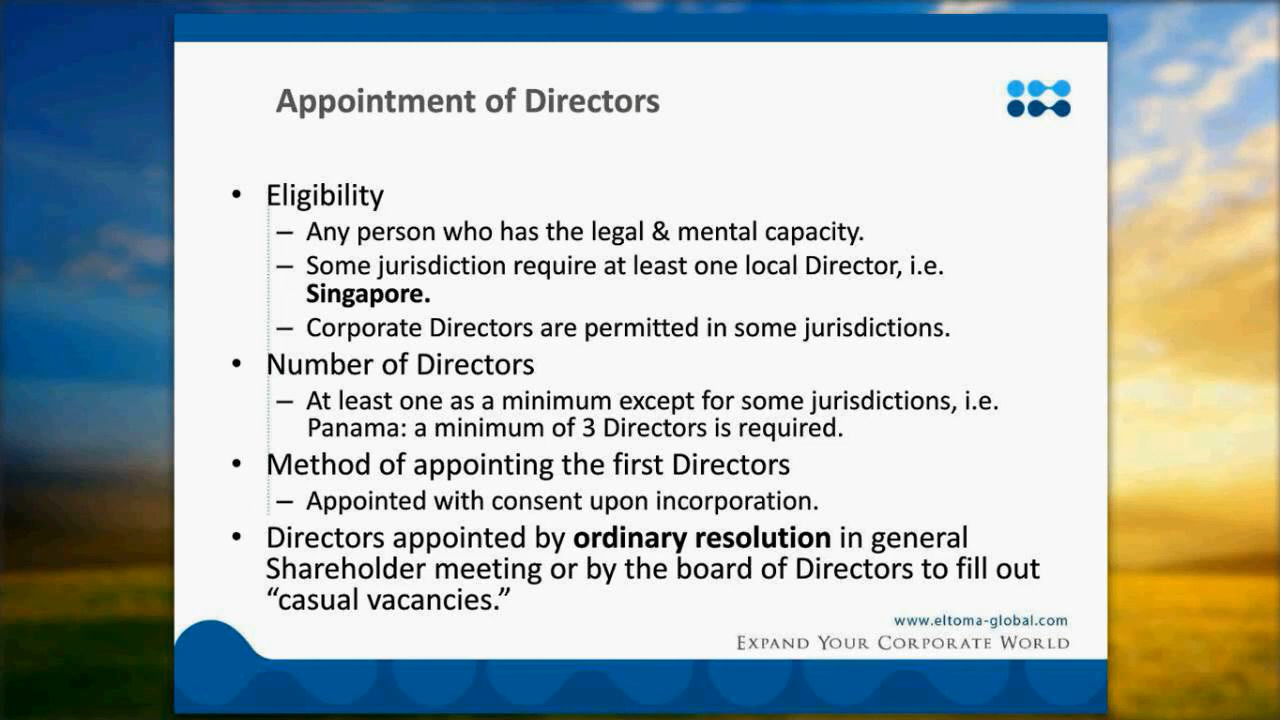 Appointment of Directors
• Eligibility
– Any person who has the legal & mental capacity.
– Some jurisdiction require at least one local Director, i.e.
Singapore.
– Corporate Directors are permitted in some jurisdictions.
• Number of Directors
– At least one as a minimum except for some jurisdictions, i.e.
Panama: a minimum of 3 Directors is required.
• Method of appointing the first Directors
– Appointed with consent upon incorporation.
• Directors appointed by ordinary resolution in general
Shareholder meeting or by the board of Directors to fill out
“casual vacancies.”
www.eltoma-global.com
Expand Your Corporate World